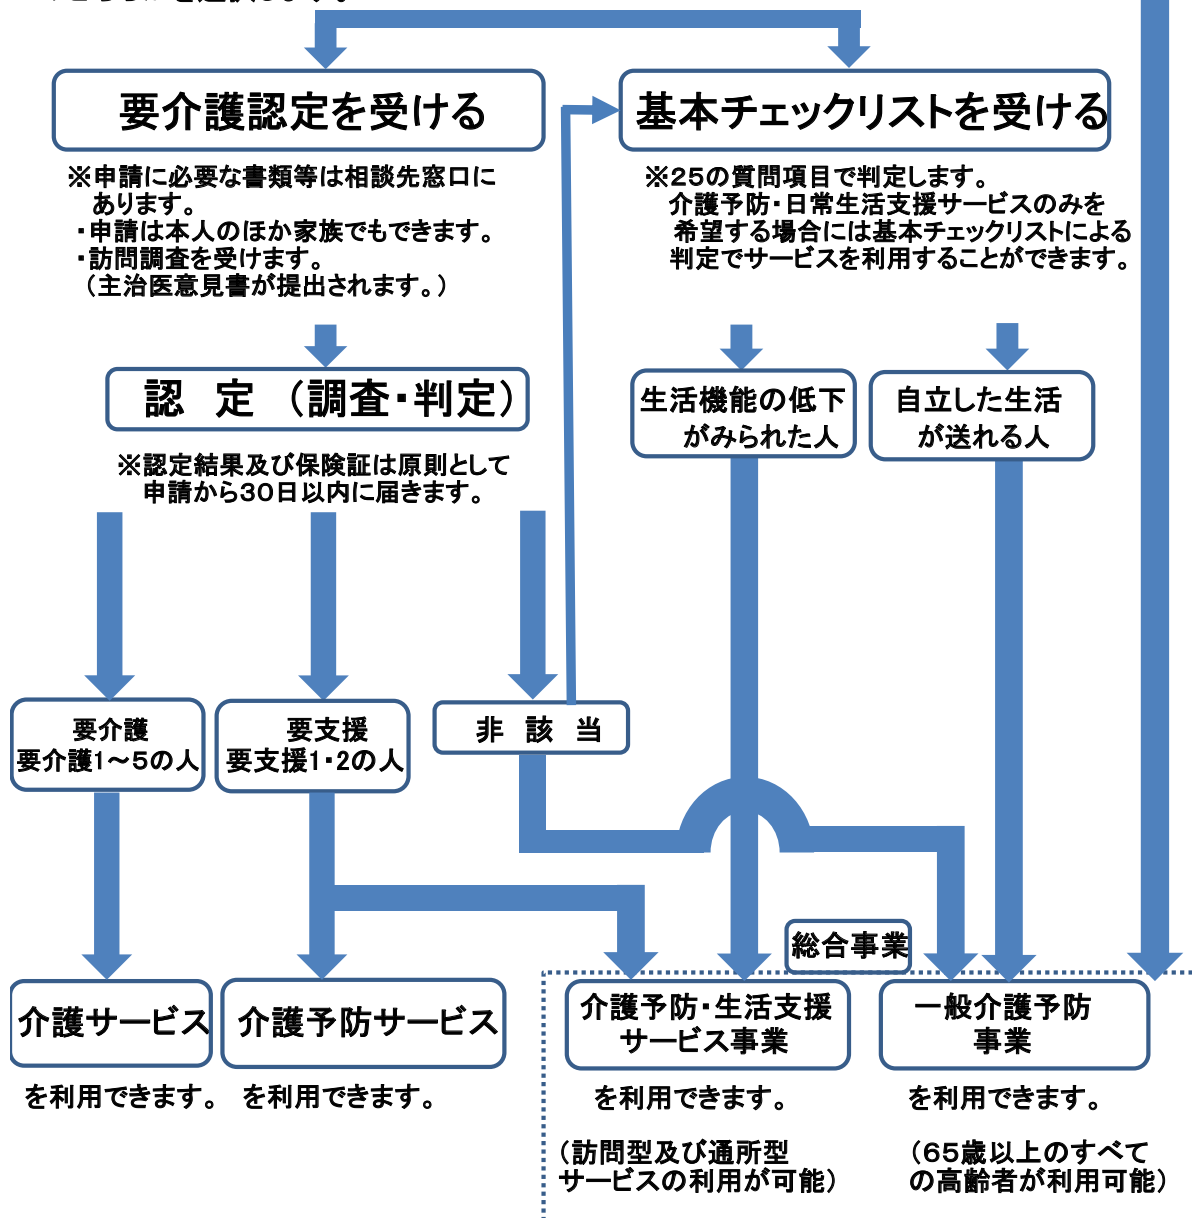 要介護認定を受ける
※申請に必要な書類等は相談先窓口に
あります。
・申請は本人のほか家族でもできます。
・訪問調査を受けます。
（主治医意見書が提出されます。）
認　定　（調査・判定）
※認定結果及び保険証は原則として
申請から30日以内に届きます。
基本チェックリストを受ける
※25の質問項目で判定します。
介護予防・日常生活支援サービスのみを
希望する場合には基本チェックリストによる
判定でサービスを利用することができます。
生活機能の低下
がみられた人
自立した生活
が送れる人
要介護
要介護1～5の人
要支援
要支援1・2の人
非　該　当
総合事業
介護サービス
を利用できます。
介護予防サービス
を利用できます。
介護予防・生活支援
サービス事業
を利用できます。
（訪問型及び通所型
サービスの利用が可能）
一般介護予防
事業
を利用できます。
（65歳以上のすべて
の高齢者が利用可能）